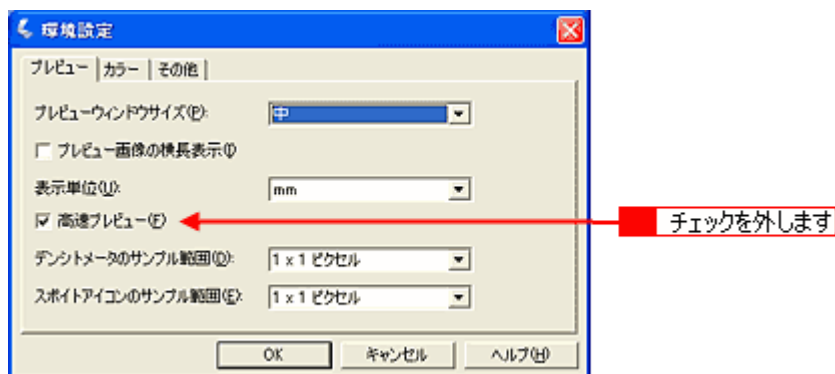 環境設定
プレビュー カラー その他
プレビューウィンドウサイズ(P): 中
プレビュー画像の横長表示(I)
表示単位(U): mm
高速プレビュー(F)
チェックを外します
デンシトメータのサンプル範囲(D): 1 x 1 ピクセル
スポイトアイコンのサンプル範囲(E): 1 x 1 ピクセル
OK キャンセル ヘルプ(H)